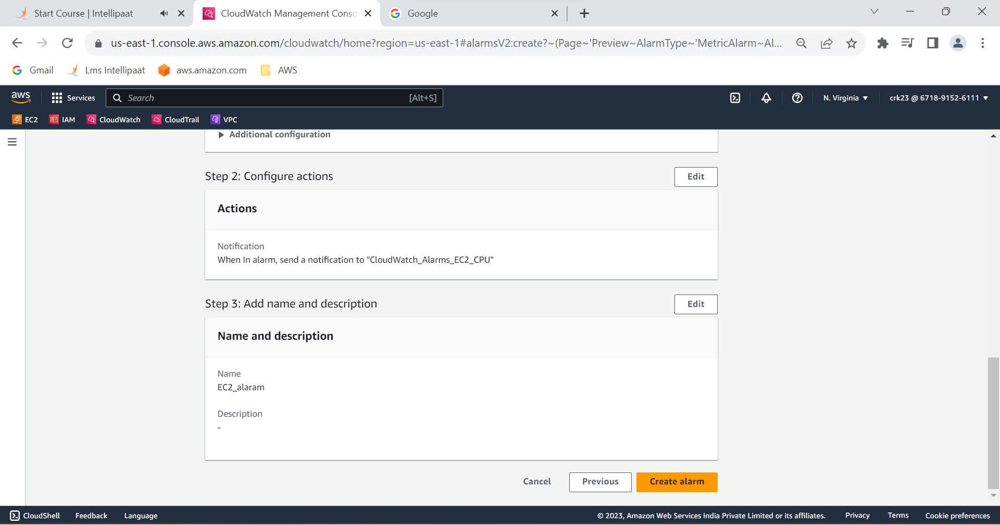 Start Course | Intellipaat
CloudWatch Management Conso
Google
us-east-1.console.aws.amazon.com/cloudwatch/home?region=us-east-1#alarmsV2:create?~(Page~'Preview~AlarmType~'MetricAlarm~Al...
Gmail
Lms Intellipaat
aws.amazon.com
AWS
aws
Services
Search
[Alt+S]
N. Virginia
crk23 @ 6718-9152-6111
EC2
IAM
CloudWatch
CloudTrail
VPC
Additional configuration
Step 2: Configure actions
Edit
Actions
Notification
When In alarm, send a notification to "CloudWatch_Alarms_EC2_CPU"
Step 3: Add name and description
Edit
Name and description
Name
EC2_alaram
Description
-
Cancel
Previous
Create alarm
CloudShell
Feedback
Language
© 2023, Amazon Web Services India Private Limited or its affiliates.
Privacy
Terms
Cookie preferences